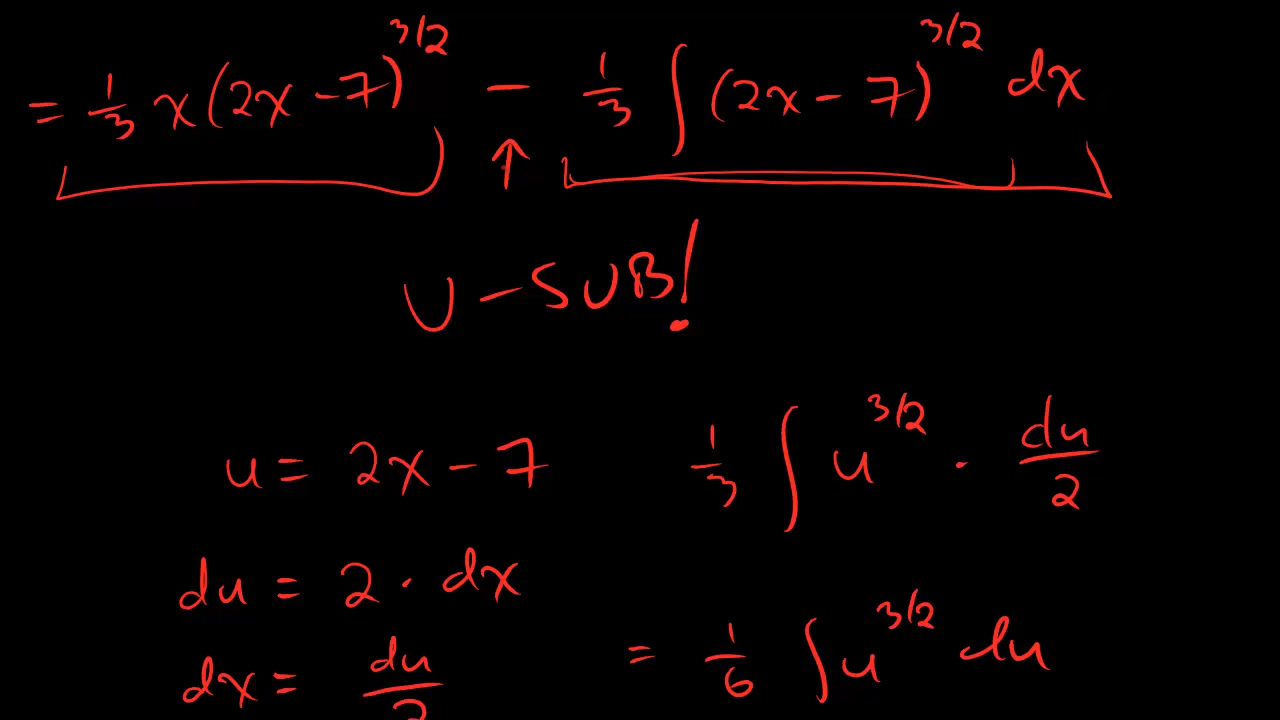 = 1/3 x(2x - 7)^3/2 - 1/3 ∫(2x - 7)^3/2 dx
↑
U - SUB!
u = 2x - 7    1/3 ∫ u^3/2 · du/2
du = 2 · dx
dx = du/2    = 1/6 ∫ u^3/2 du